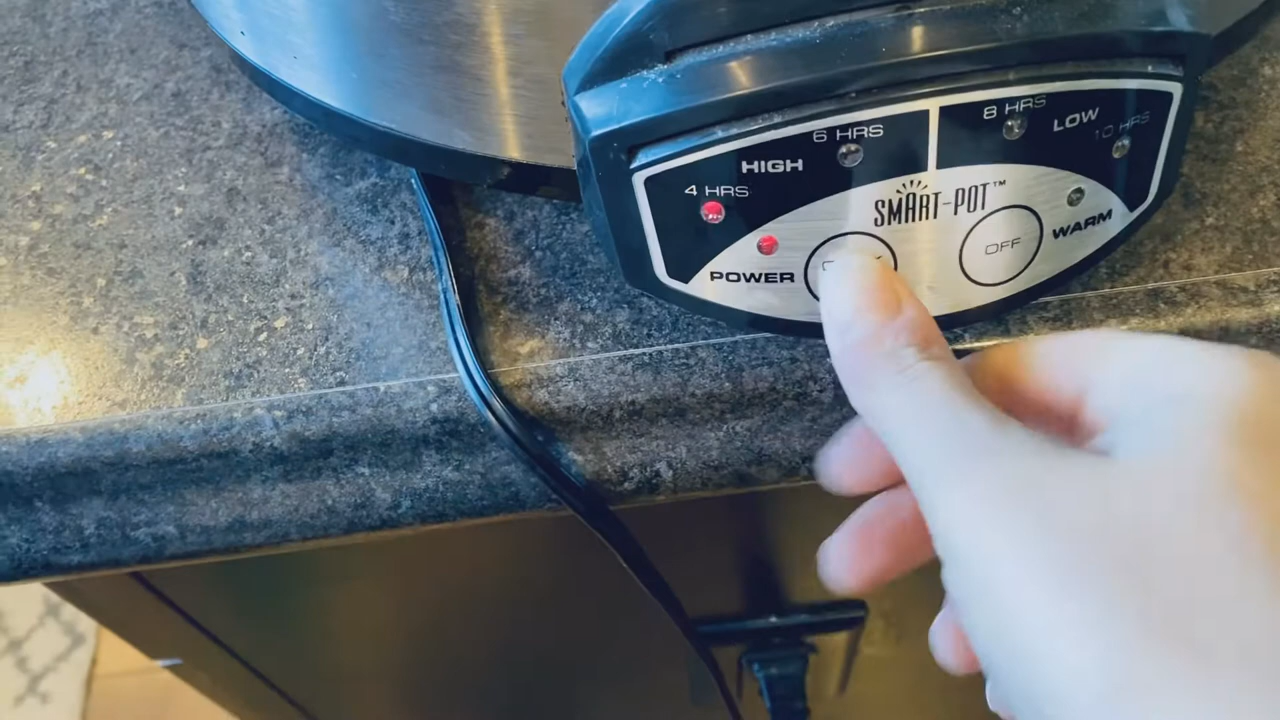 6 HRS
8 HRS
HIGH
LOW
10 HRS
4 HRS
SMART-POT™
POWER
OFF
WARM